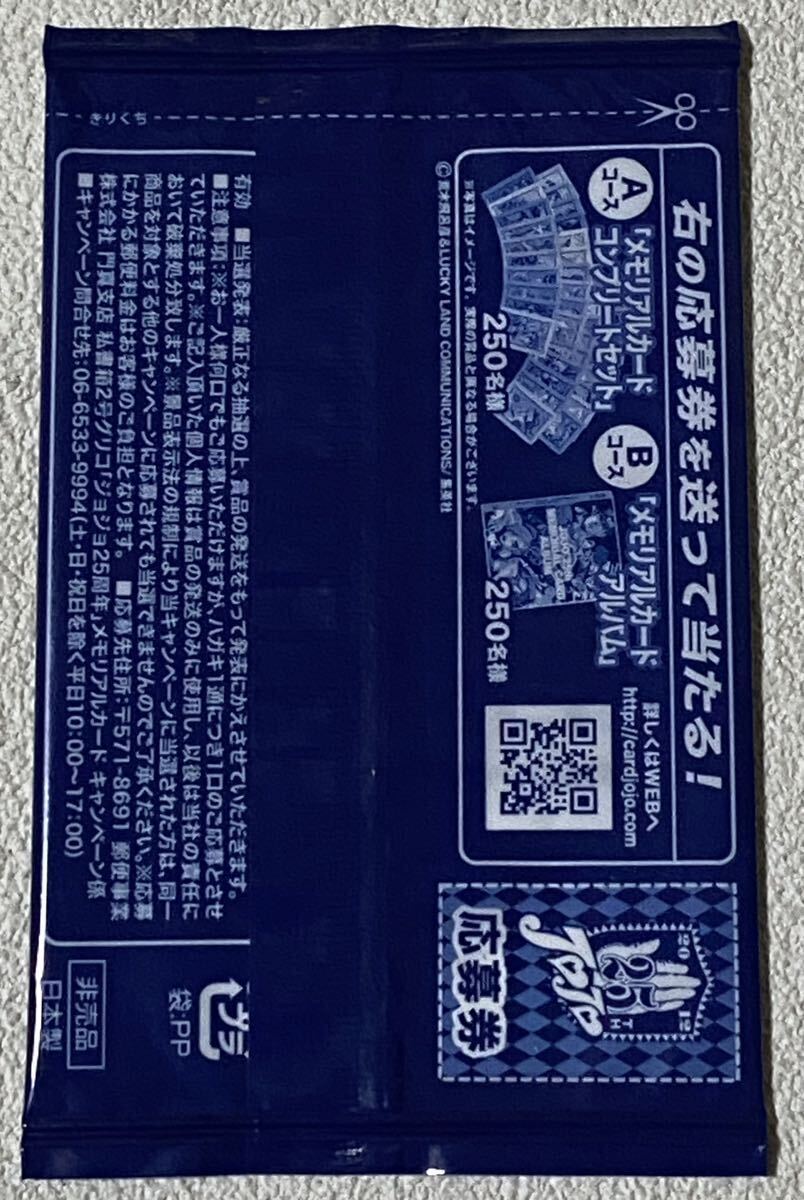 きりくち
右の応募券を送って当たる！
Aコース
「メモリアルカード
コンプリートセット」
250名様
Bコース
「メモリアルカード
アルバム」
250名様
詳しくはWEBへ
http://cardjojo.com
※写真はイメージです。実際の賞品と異なる場合がございます。
©荒木飛呂彦&LUCKY LAND COMMUNICATIONS/集英社
2012
25TH
JOJO
応募券
有効 ■当選発表：厳正なる抽選の上、賞品の発送をもって発表にかえさせていただきます。
■注意事項：※お一人様何口でもご応募いただけますが、ハガキ1通につき1口のご応募とさせ
ていただきます。※ご記入頂いた個人情報は賞品の発送のみに使用し、以後は当社の責任に
おいて破棄処分致します。※景品表示法の規制により当キャンペーンに当選された方は、同一
商品を対象とする他のキャンペーンに応募されても当選できませんのでご了承ください。※応募
にかかる郵便料金はお客様のご負担となります。 ■応募先住所：〒571-8691 郵便事業
株式会社 門真支店 私書箱2号グリコ「ジョジョ25周年」メモリアルカード キャンペーン係
■キャンペーン問合せ先：06-6533-9994(土・日・祝日を除く平日10:00〜17:00)
プラ
袋:PP
非売品
日本製